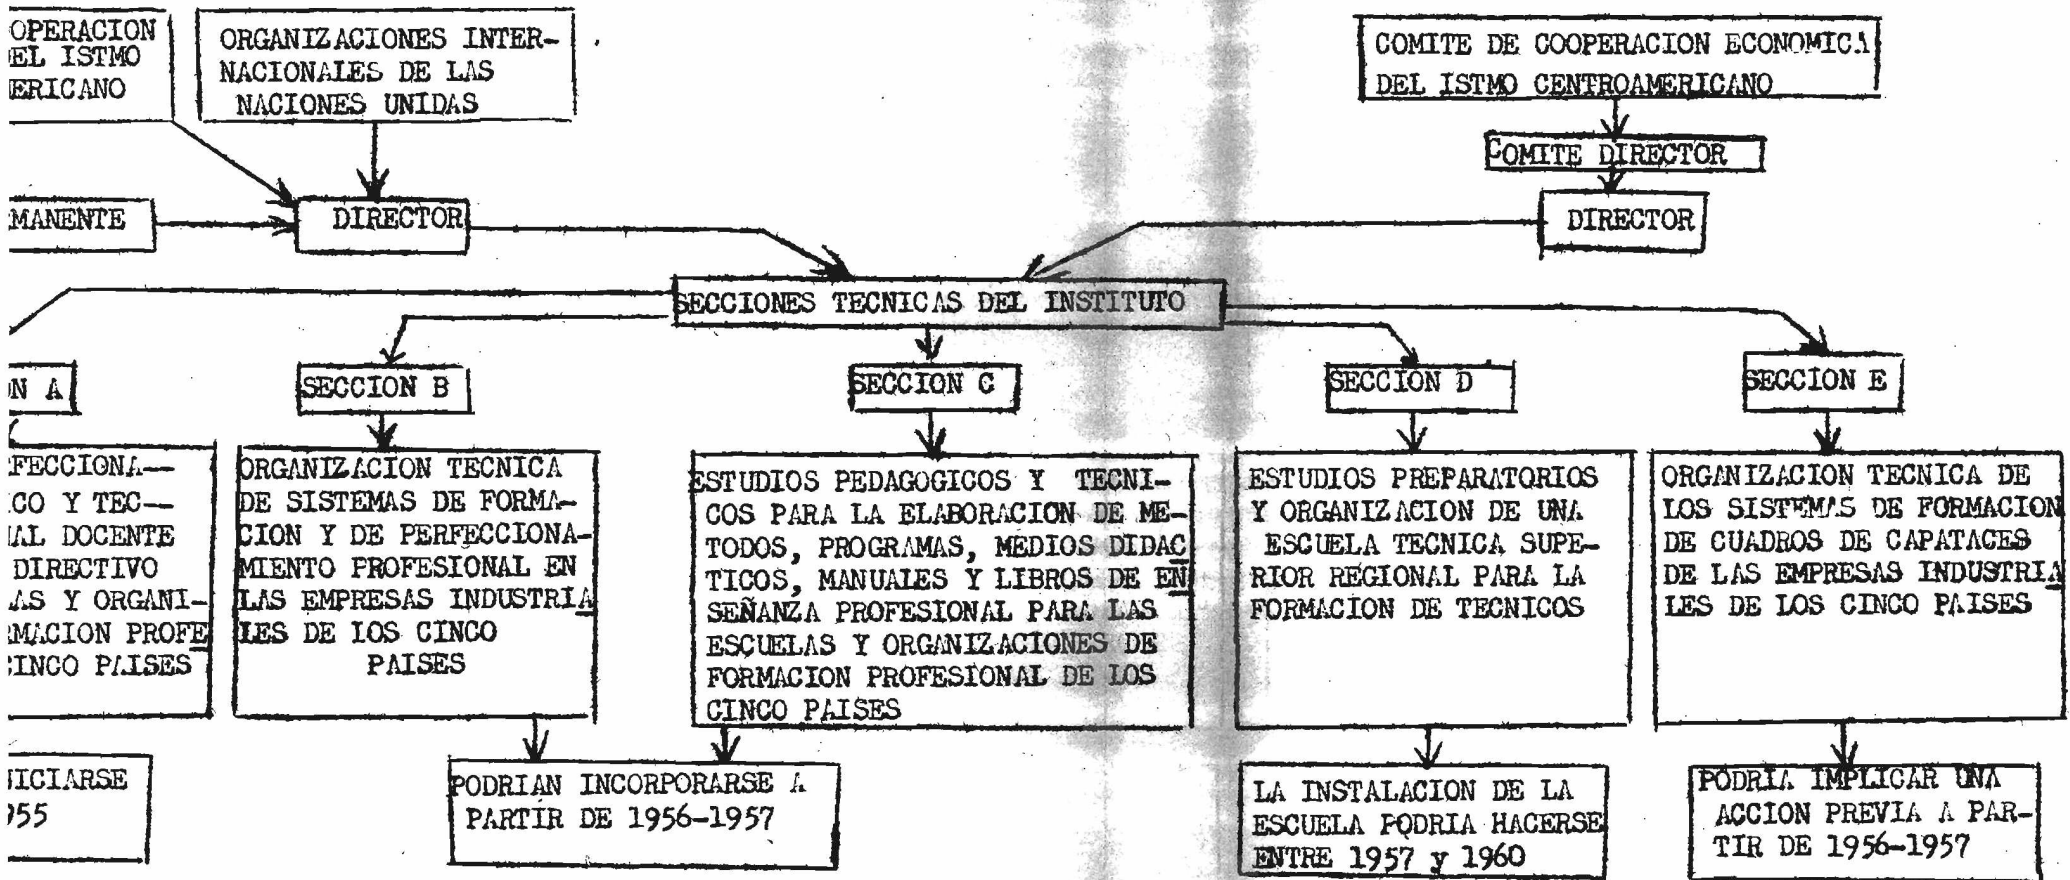 OPERACION
EL ISTMO
ERICANO
ORGANIZACIONES INTER-
NACIONALES DE LAS
NACIONES UNIDAS
COMITE DE COOPERACION ECONOMICA
DEL ISTMO CENTROAMERICANO
COMITE DIRECTOR
MANENTE
DIRECTOR
DIRECTOR
SECCIONES TECNICAS DEL INSTITUTO
N A
SECCION B
SECCION C
SECCION D
SECCION E
FECCIONA--
CO Y TEC--
AL DOCENTE
DIRECTIVO
AS Y ORGANI-
MACION PROFE
CINCO PAISES
ORGANIZACION TECNICA
DE SISTEMAS DE FORMA-
CION Y DE PERFECCIONA-
MIENTO PROFESIONAL EN
LAS EMPRESAS INDUSTRIA
LES DE LOS CINCO
PAISES
ESTUDIOS PEDAGOGICOS Y TECNI-
COS PARA LA ELABORACION DE ME-
TODOS, PROGRAMAS, MEDIOS DIDAC
TICOS, MANUALES Y LIBROS DE EN
SEÑANZA PROFESIONAL PARA LAS
ESCUELAS Y ORGANIZACIONES DE
FORMACION PROFESIONAL DE LOS
CINCO PAISES
ESTUDIOS PREPARATORIOS
Y ORGANIZACION DE UNA
ESCUELA TECNICA SUPE-
RIOR REGIONAL PARA LA
FORMACION DE TECNICOS
ORGANIZACION TECNICA DE
LOS SISTEMAS DE FORMACION
DE CUADROS DE CAPATACES
DE LAS EMPRESAS INDUSTRIA
LES DE LOS CINCO PAISES
ICIARSE
955
PODRIAN INCORPORARSE A
PARTIR DE 1956-1957
LA INSTALACION DE LA
ESCUELA PODRIA HACERSE
ENTRE 1957 y 1960
PODRIA IMPLICAR UNA
ACCION PREVIA A PAR-
TIR DE 1956-1957